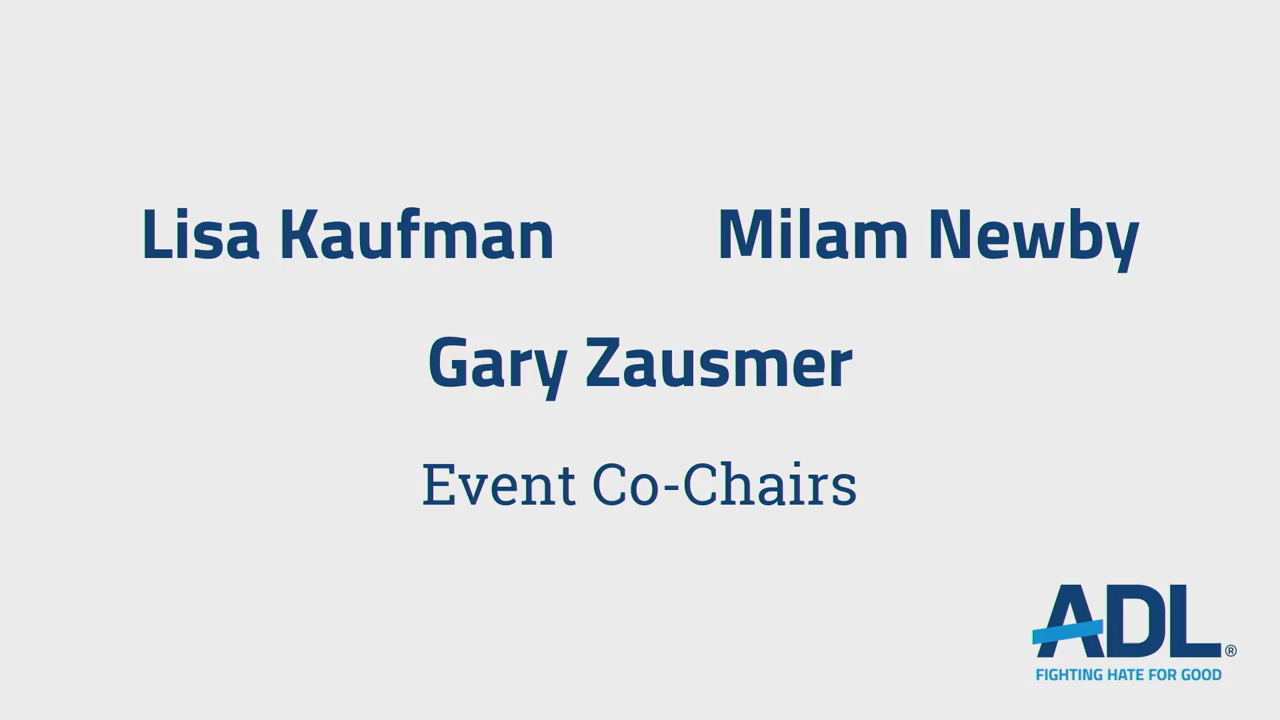 Lisa Kaufman Milam Newby
Gary Zausmer
Event Co-Chairs
ADL®
FIGHTING HATE FOR GOOD